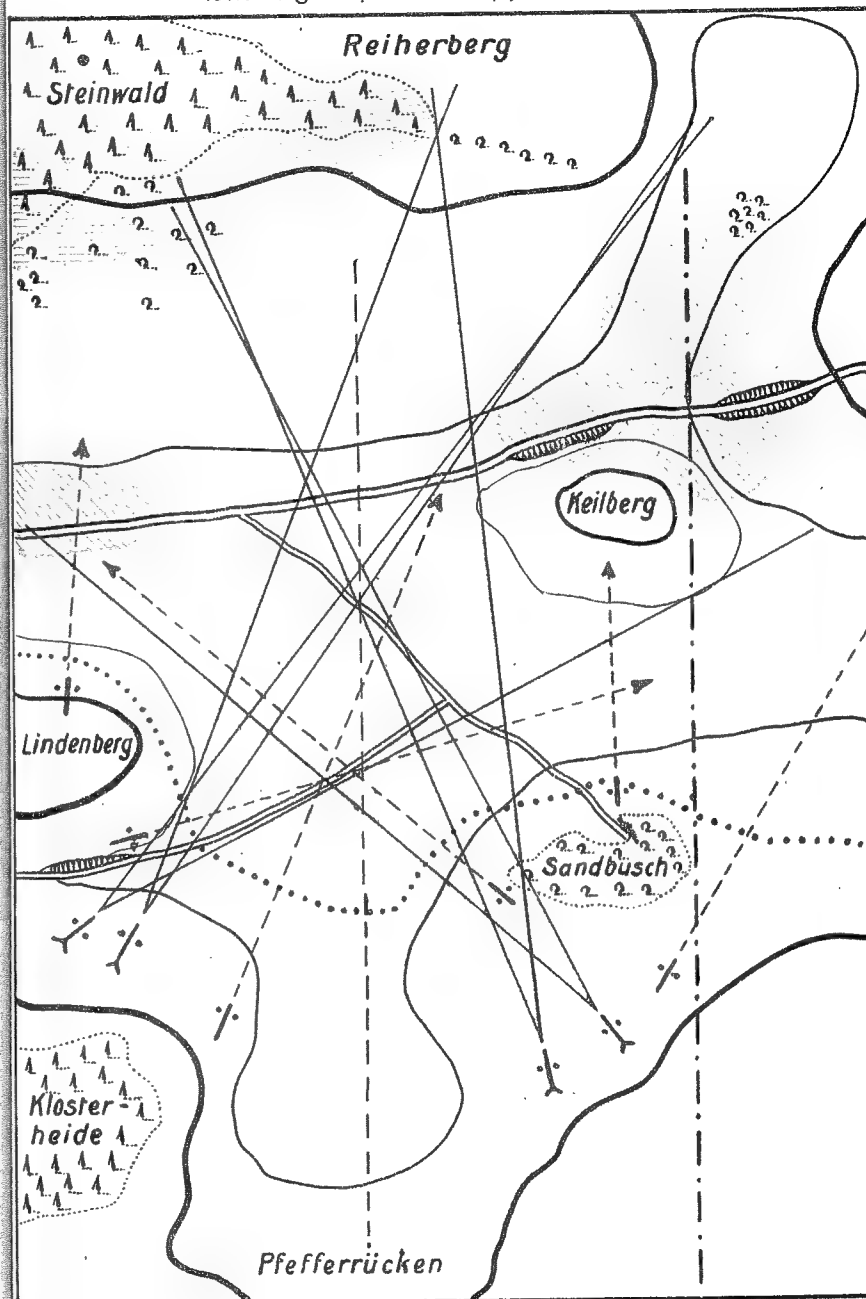 Reiherberg
Steinwald
Keilberg
Lindenberg
Sandbusch
Kloster-
heide
Pfefferrücken